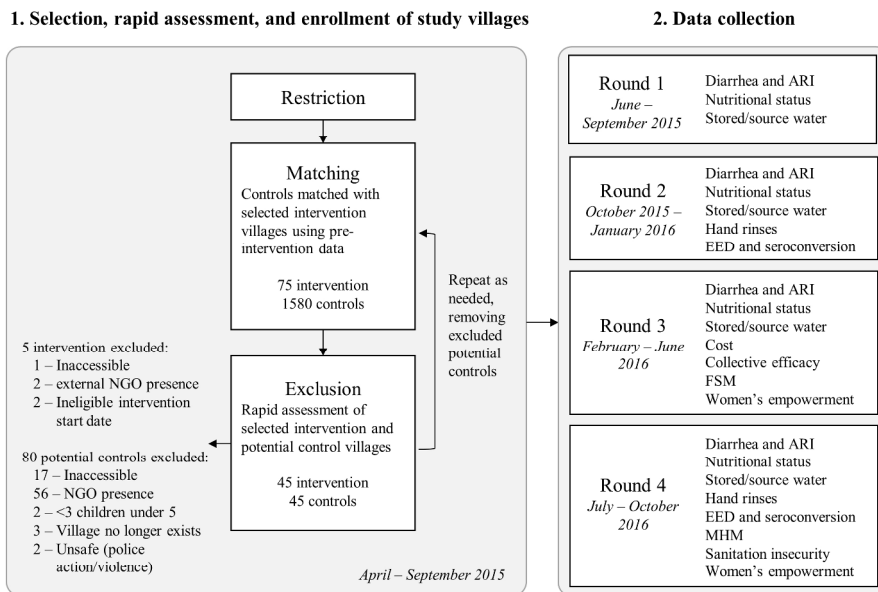 1. Selection, rapid assessment, and enrollment of study villages
Restriction
Matching
Controls matched with
selected intervention
villages using pre-
intervention data
75 intervention
1580 controls
Repeat as
needed,
removing
excluded
potential
controls
5 intervention excluded:
1 – Inaccessible
2 – external NGO presence
2 – Ineligible intervention
start date
Exclusion
Rapid assessment of
selected intervention and
potential control villages
45 intervention
45 controls
80 potential controls excluded:
17 – Inaccessible
56 – NGO presence
2 – <3 children under 5
3 – Village no longer exists
2 – Unsafe (police
action/violence)
April – September 2015
2. Data collection
Round 1
June –
September 2015
Diarrhea and ARI
Nutritional status
Stored/source water
Round 2
October 2015 –
January 2016
Diarrhea and ARI
Nutritional status
Stored/source water
Hand rinses
EED and seroconversion
Round 3
February – June
2016
Diarrhea and ARI
Nutritional status
Stored/source water
Cost
Collective efficacy
FSM
Women's empowerment
Round 4
July – October
2016
Diarrhea and ARI
Nutritional status
Stored/source water
Hand rinses
EED and seroconversion
MHM
Sanitation insecurity
Women's empowerment